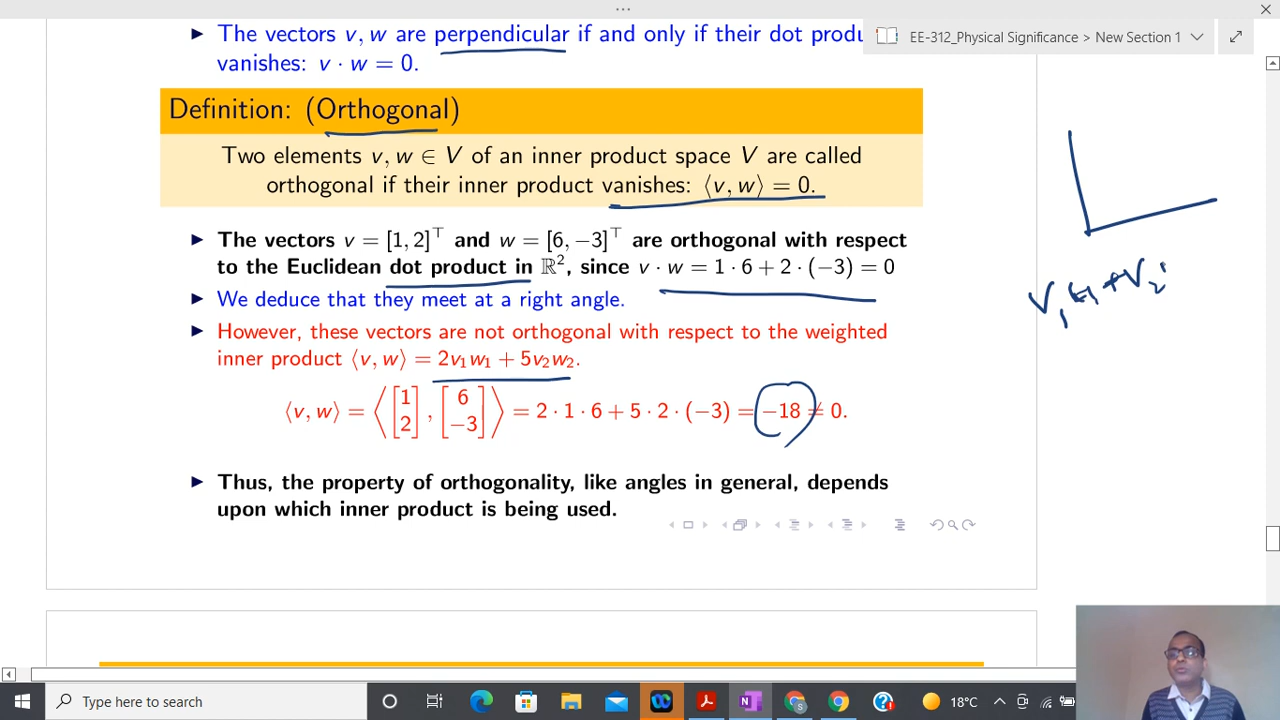 EE-312_Physical Significance > New Section 1
▶ The vectors v, w are perpendicular if and only if their dot produ
vanishes: v · w = 0.
Definition: (Orthogonal)
Two elements v, w ∈ V of an inner product space V are called
orthogonal if their inner product vanishes: ⟨v, w⟩ = 0.
▶ The vectors v = [1, 2]⊤ and w = [6, −3]⊤ are orthogonal with respect
to the Euclidean dot product in ℝ², since v · w = 1 · 6 + 2 · (−3) = 0
▶ We deduce that they meet at a right angle.
▶ However, these vectors are not orthogonal with respect to the weighted
inner product ⟨v, w⟩ = 2v₁w₁ + 5v₂w₂.
⟨v, w⟩ = ⟨[1 2], [6 −3]⟩ = 2 · 1 · 6 + 5 · 2 · (−3) = −18 ≠ 0.
▶ Thus, the property of orthogonality, like angles in general, depends
upon which inner product is being used.
Type here to search
18°C